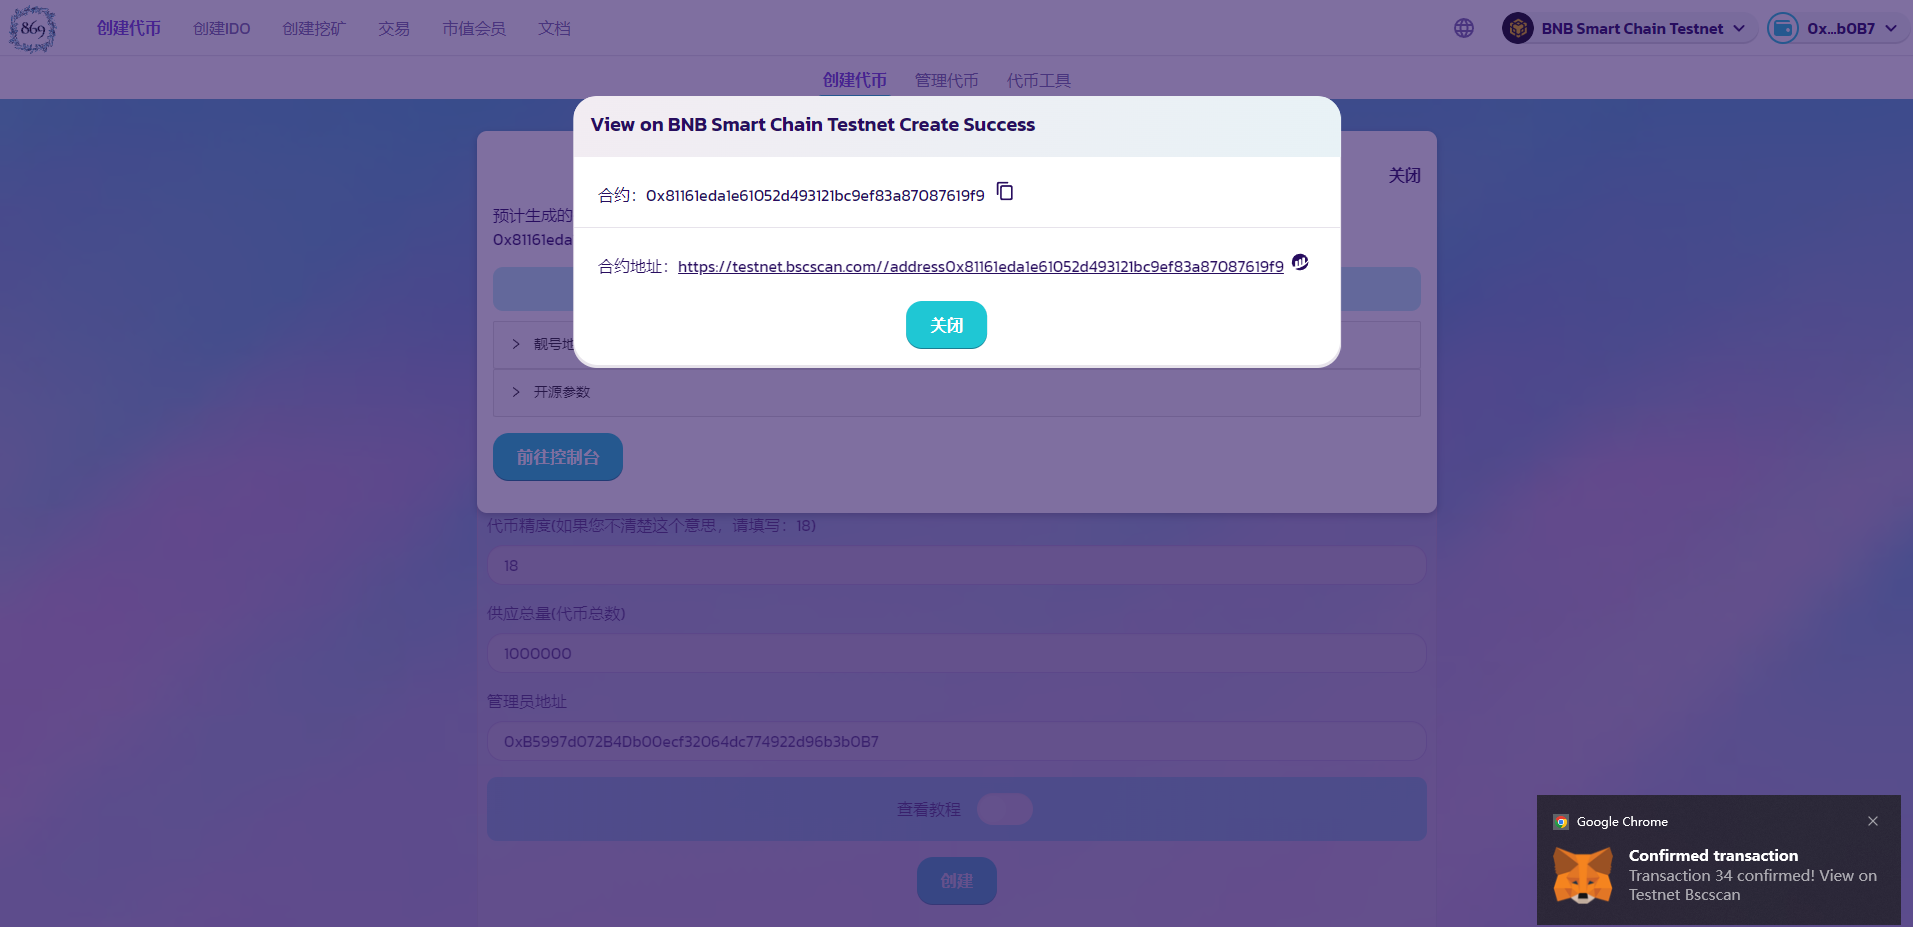 869
创建代币
创建IDO
创建挖矿
交易
市值会员
文档
BNB Smart Chain Testnet
0x...b0B7
创建代币
管理代币
代币工具
View on BNB Smart Chain Testnet Create Success
关闭
合约：0x81161eda1e61052d493121bc9ef83a87087619f9
预计生成的
0x81161eda
合约地址：https://testnet.bscscan.com//address0x81161eda1e61052d493121bc9ef83a87087619f9
关闭
靓号地
开源参数
前往控制台
代币精度(如果您不清楚这个意思，请填写：18)
18
供应总量(代币总数)
1000000
管理员地址
0xB5997d072B4Db00ecf32064dc774922d96b3b0B7
查看教程
创建
Google Chrome
Confirmed transaction
Transaction 34 confirmed! View on
Testnet Bscscan